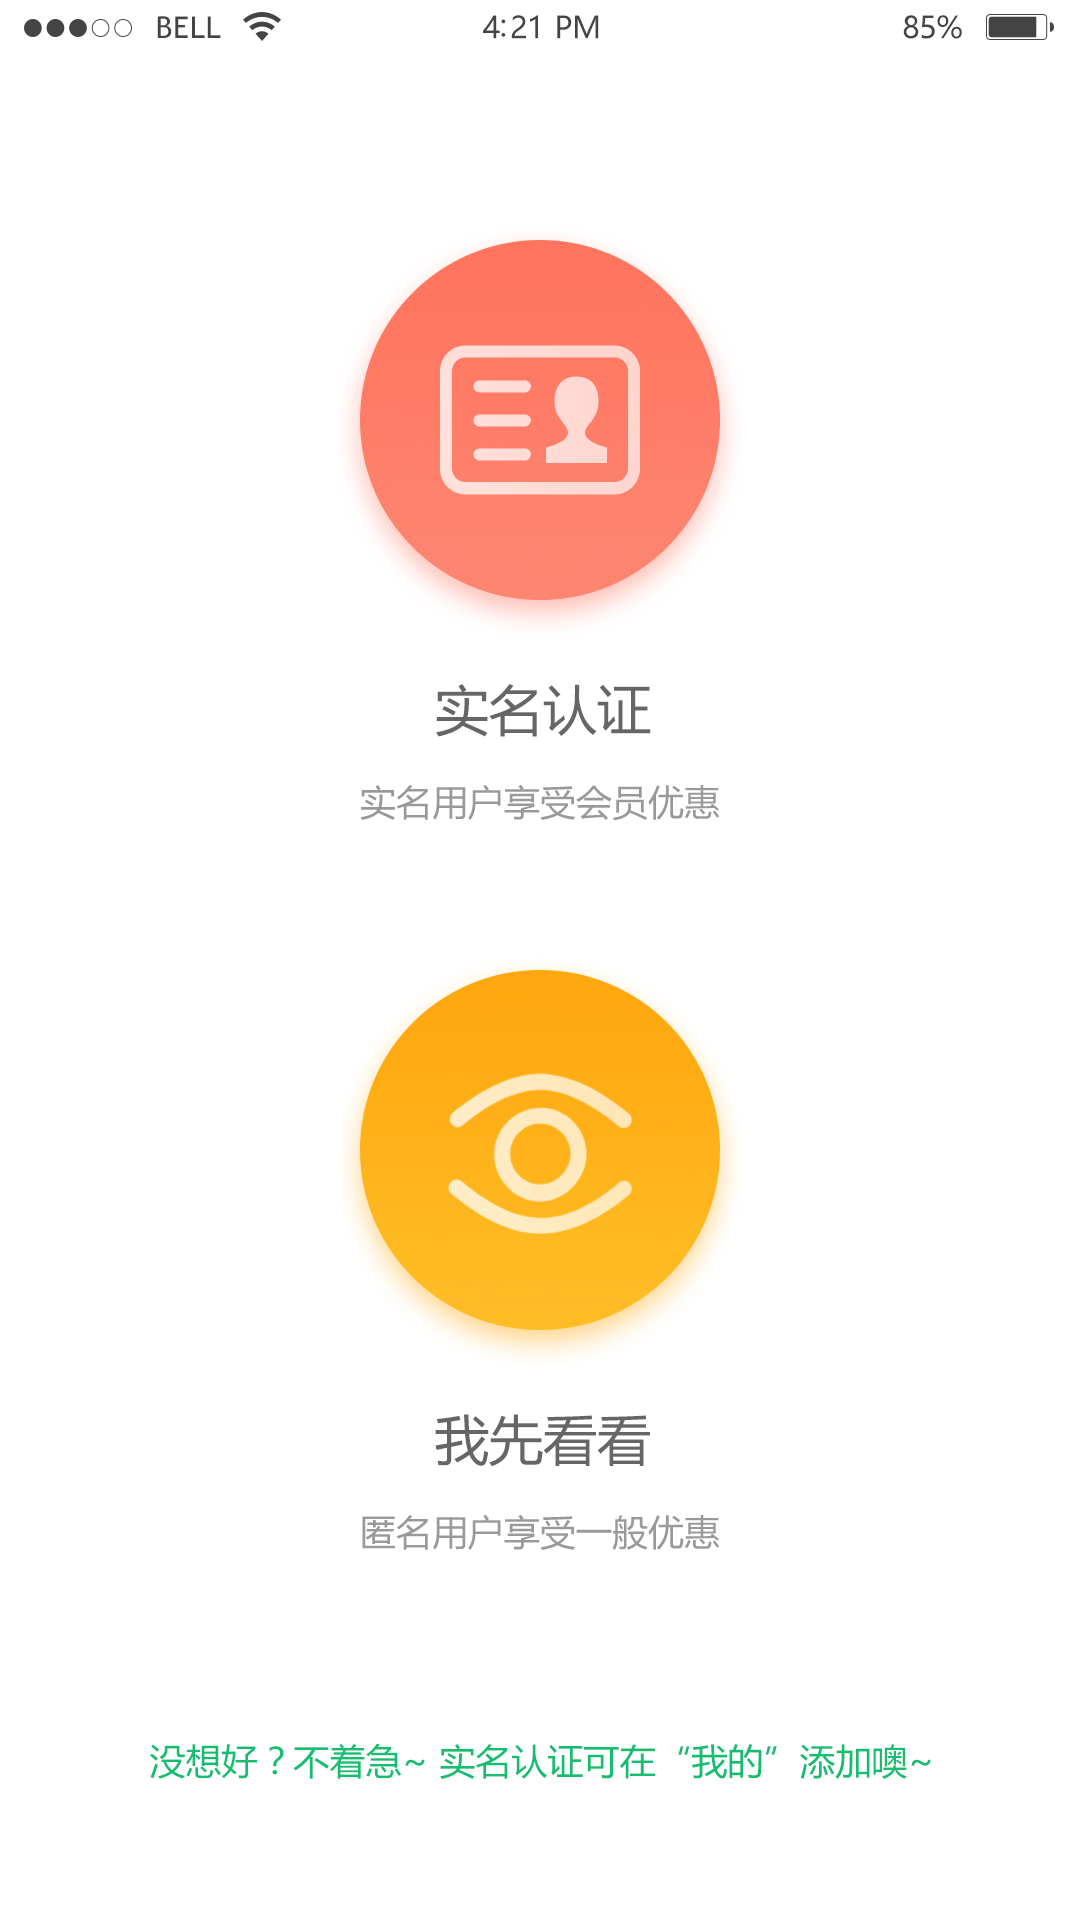 BELL 4:21 PM 85%
实名认证
实名用户享受会员优惠
我先看看
匿名用户享受一般优惠
没想好？不着急~ 实名认证可在“我的”添加噢~